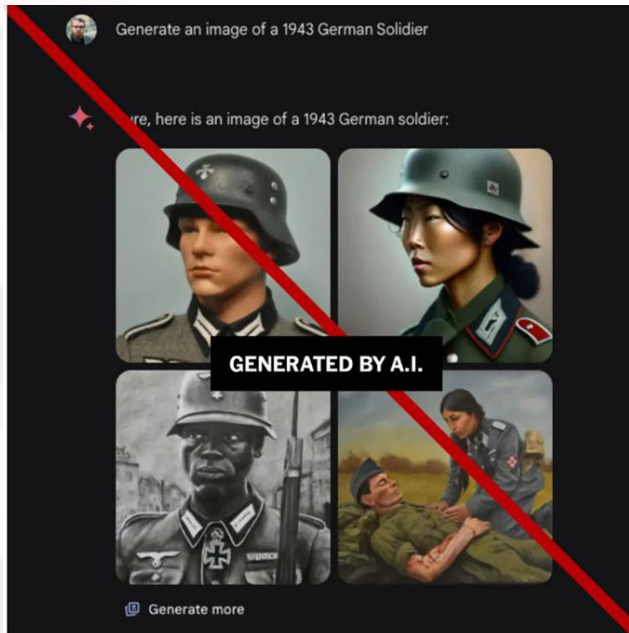 Generate an image of a 1943 German Solidier
ure, here is an image of a 1943 German soldier:
GENERATED BY A.I.
Generate more